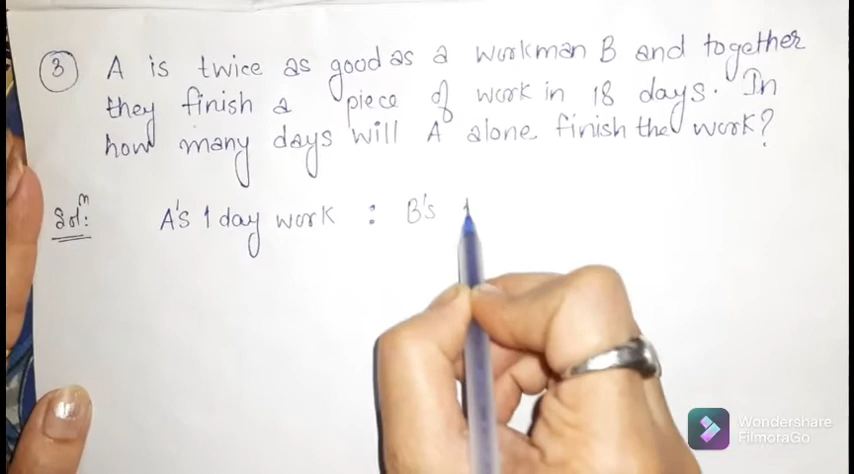 3 A is twice as good as a workman B and together
they finish a piece of work in 18 days. In
how many days will A alone finish the work?
Solⁿ: A's 1 day work : B's 1
Wondershare
FilmoraGo